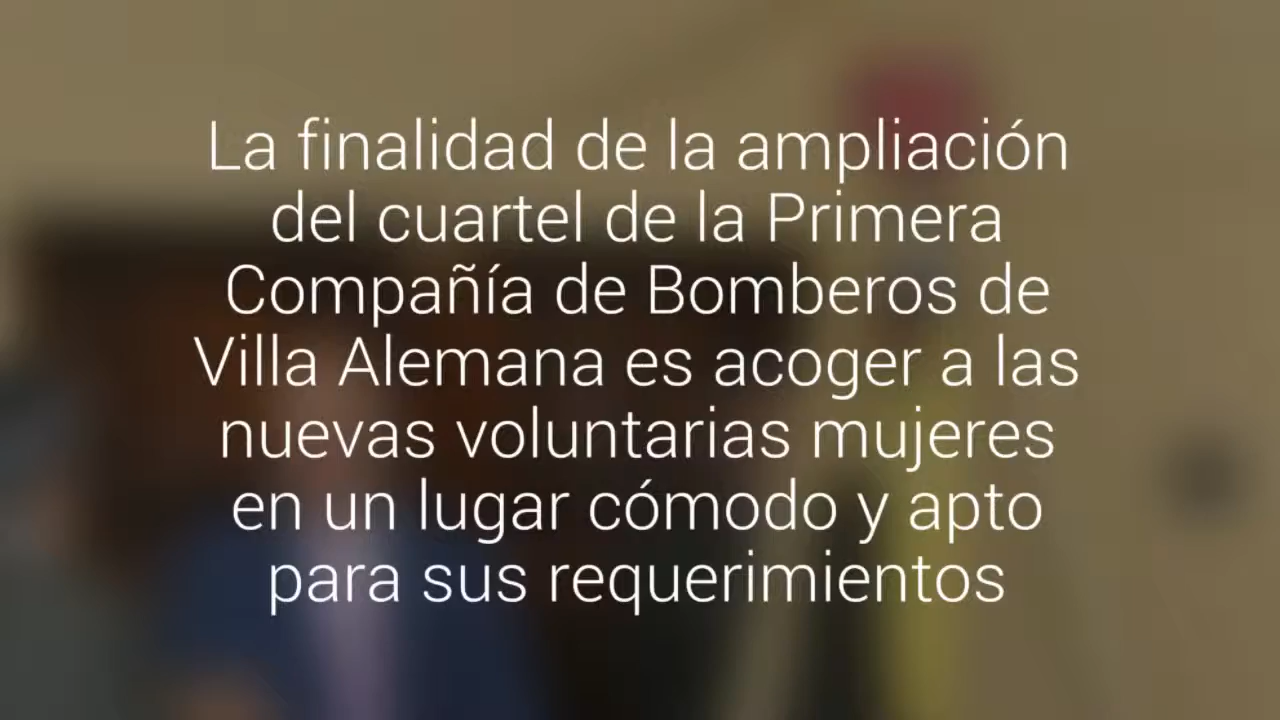 La finalidad de la ampliación
del cuartel de la Primera
Compañía de Bomberos de
Villa Alemana es acoger a las
nuevas voluntarias mujeres
en un lugar cómodo y apto
para sus requerimientos